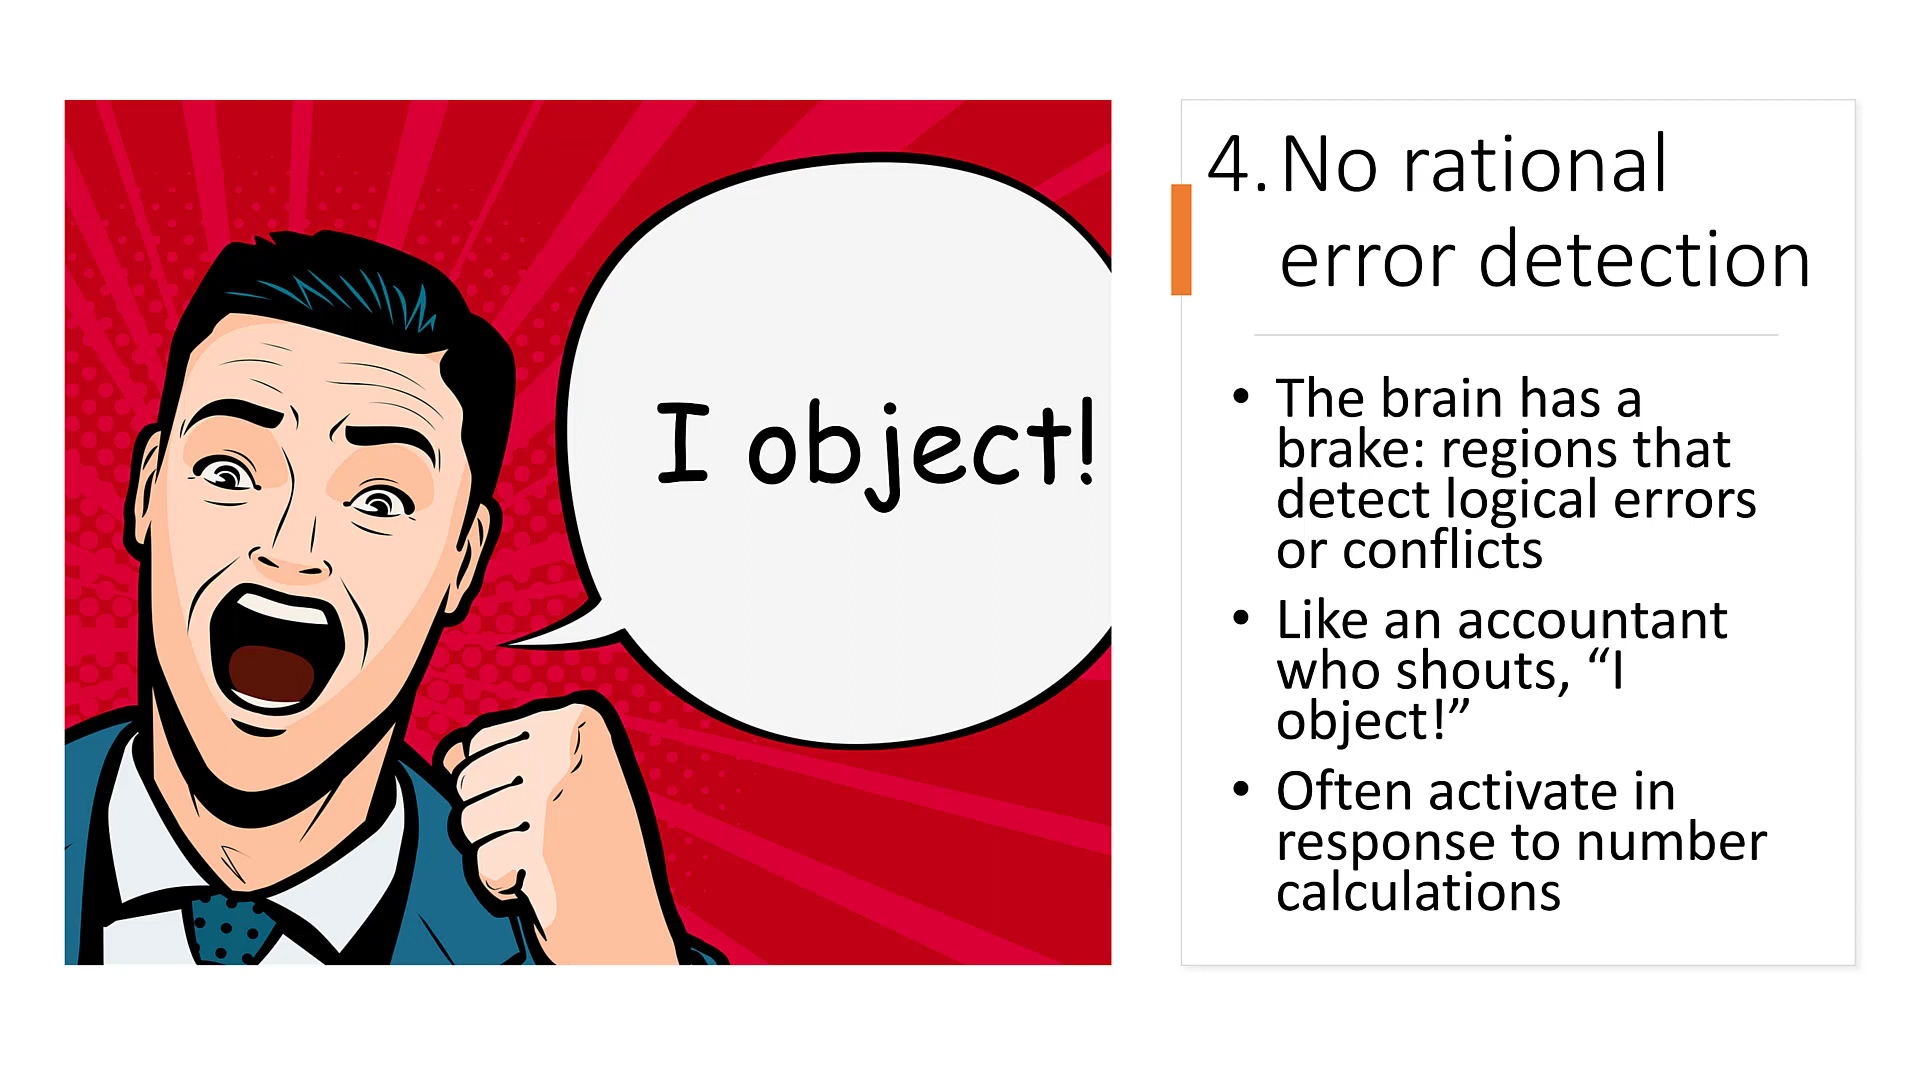 I object!
4. No rational
error detection
• The brain has a
brake: regions that
detect logical errors
or conflicts
• Like an accountant
who shouts, “I
object!”
• Often activate in
response to number
calculations